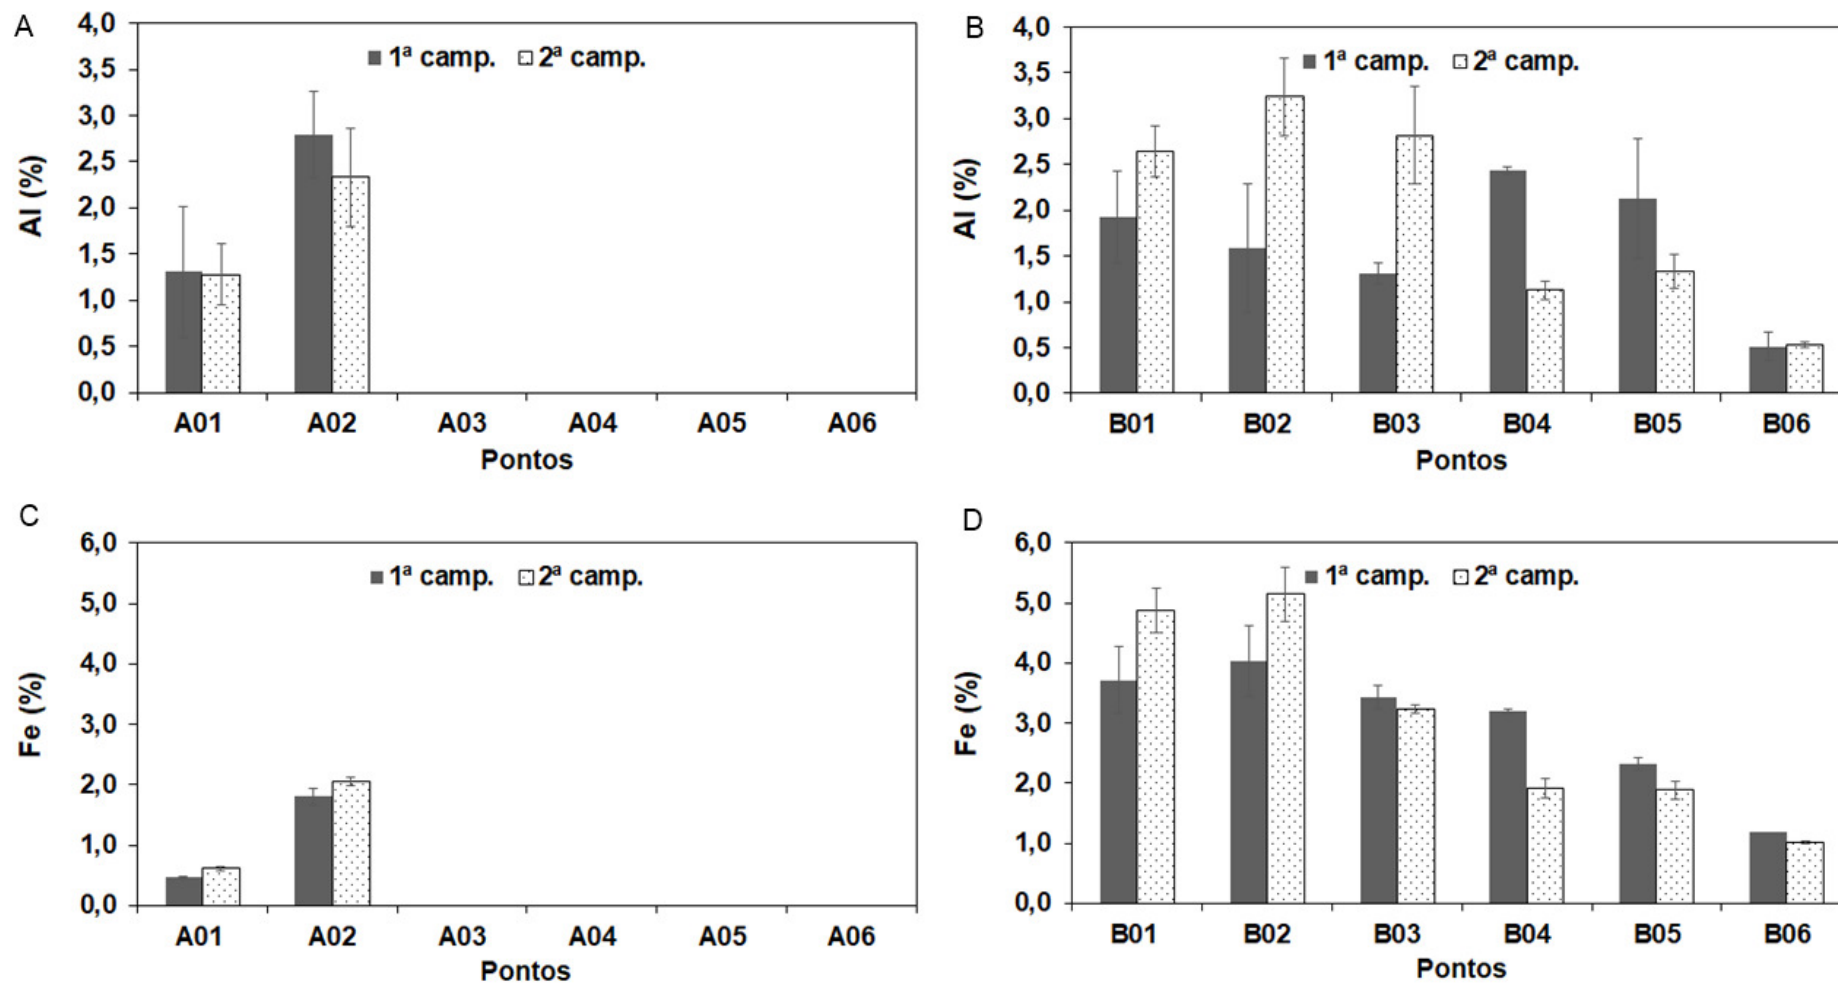 A
4,0
3,5
3,0
2,5
2,0
1,5
1,0
0,5
0,0
Al (%)
1ª camp. 2ª camp.
A01 A02 A03 A04 A05 A06
Pontos
B
4,0
3,5
3,0
2,5
2,0
1,5
1,0
0,5
0,0
Al (%)
1ª camp. 2ª camp.
B01 B02 B03 B04 B05 B06
Pontos
C
6,0
5,0
4,0
3,0
2,0
1,0
0,0
Fe (%)
1ª camp. 2ª camp.
A01 A02 A03 A04 A05 A06
Pontos
D
6,0
5,0
4,0
3,0
2,0
1,0
0,0
Fe (%)
1ª camp. 2ª camp.
B01 B02 B03 B04 B05 B06
Pontos